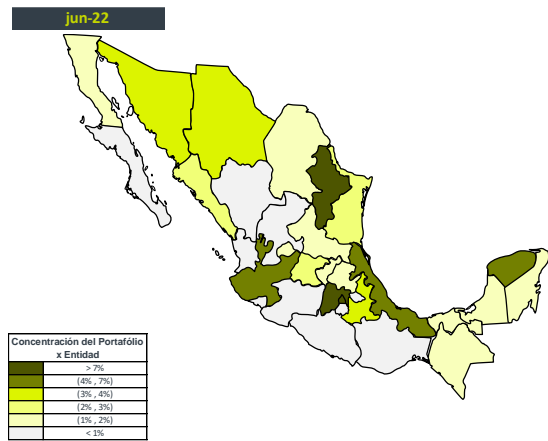 jun-22
Concentración del Portafólio
x Entidad
> 7%
(4% , 7%)
(3% , 4%)
(2% , 3%)
(1% , 2%)
< 1%